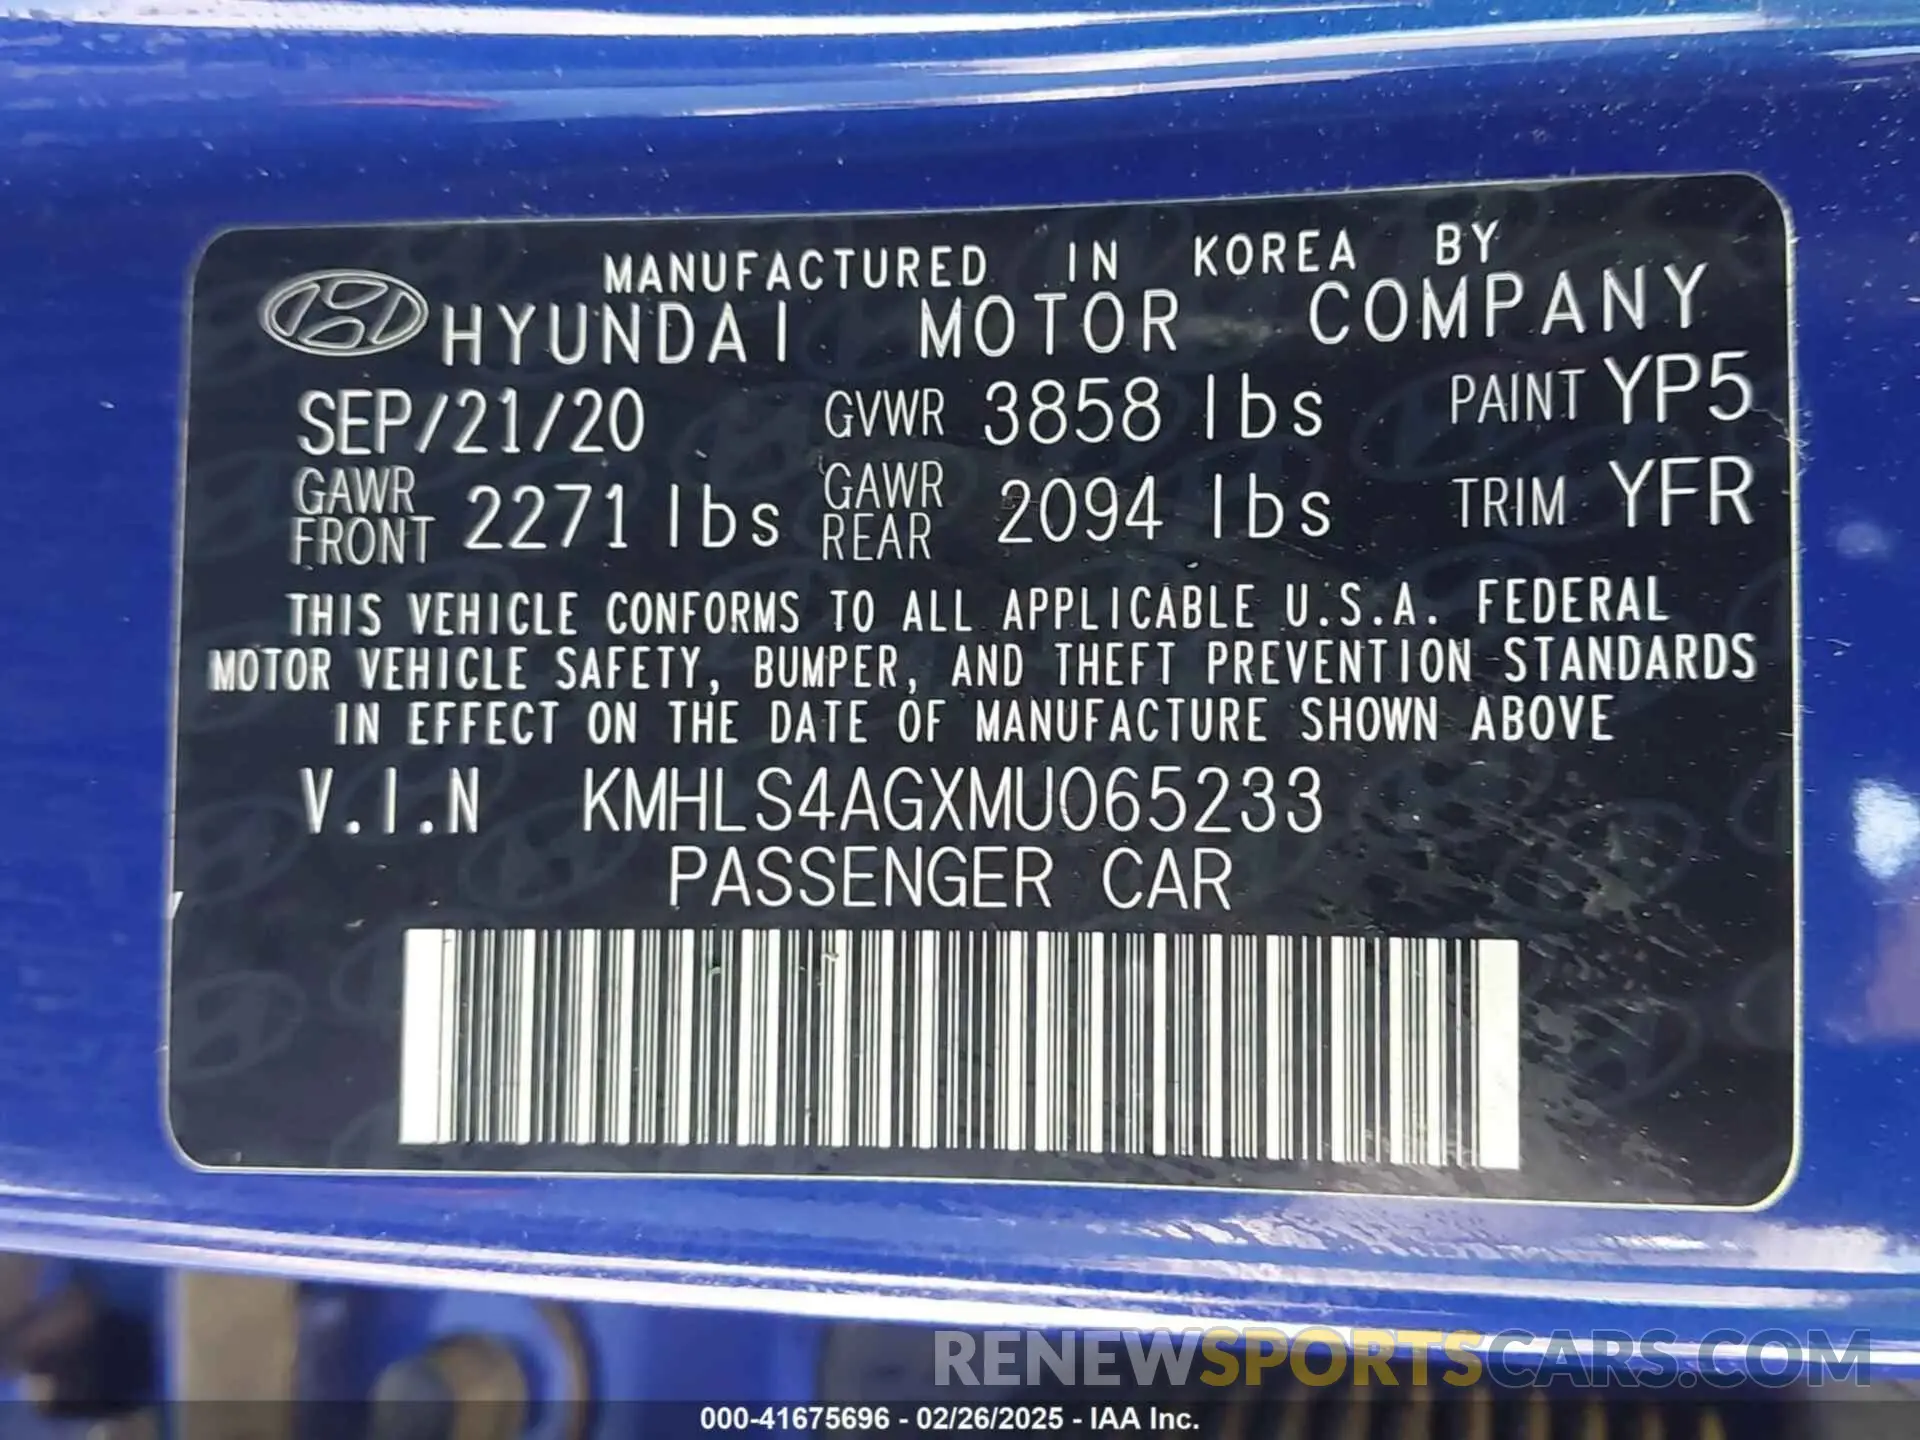 MANUFACTURED IN KOREA BY
HYUNDAI MOTOR COMPANY
SEP/21/20 GVWR 3858 lbs PAINT YP5
GAWR FRONT 2271 lbs GAWR REAR 2094 lbs TRIM YFR
THIS VEHICLE CONFORMS TO ALL APPLICABLE U.S.A. FEDERAL
MOTOR VEHICLE SAFETY, BUMPER, AND THEFT PREVENTION STANDARDS
IN EFFECT ON THE DATE OF MANUFACTURE SHOWN ABOVE
V.I.N KMHLS4AGXMU065233
PASSENGER CAR
RENEWSPORTSCARS.COM
000-41675696 - 02/26/2025 - IAA Inc.